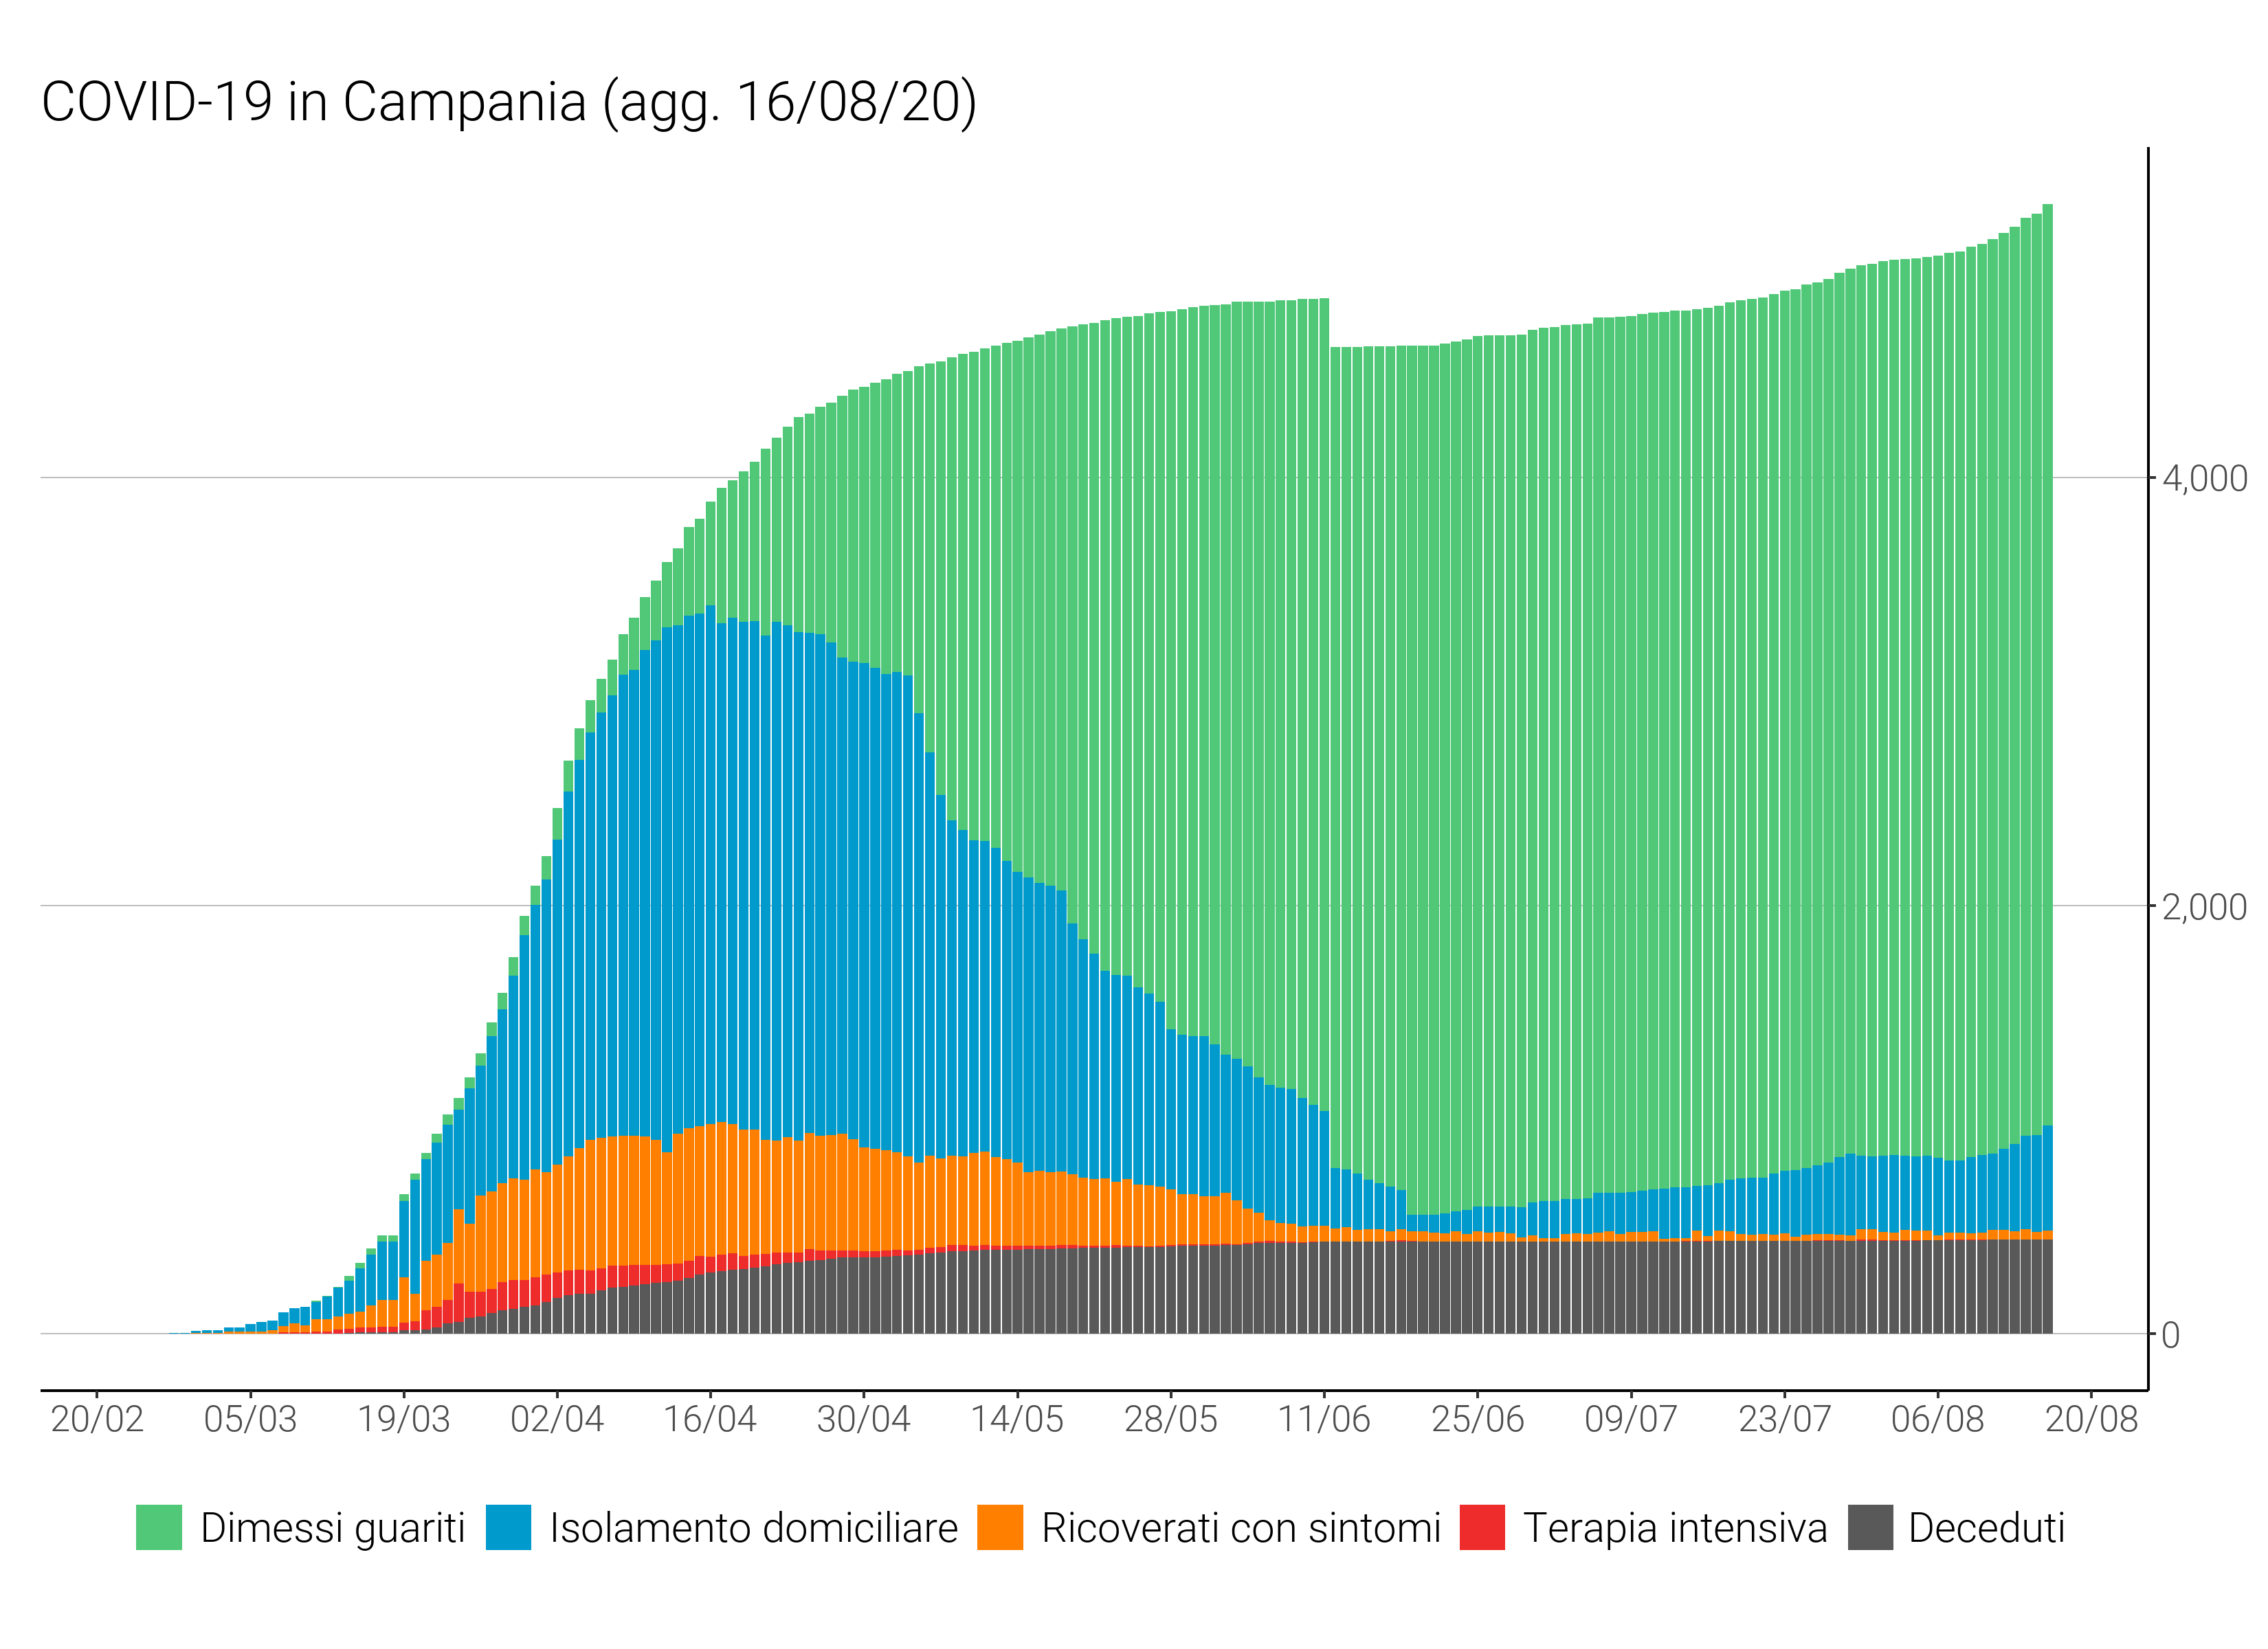 COVID-19 in Campania (agg. 16/08/20)
4,000
2,000
0
20/02 05/03 19/03 02/04 16/04 30/04 14/05 28/05 11/06 25/06 09/07 23/07 06/08 20/08
Dimessi guariti Isolamento domiciliare Ricoverati con sintomi Terapia intensiva Deceduti